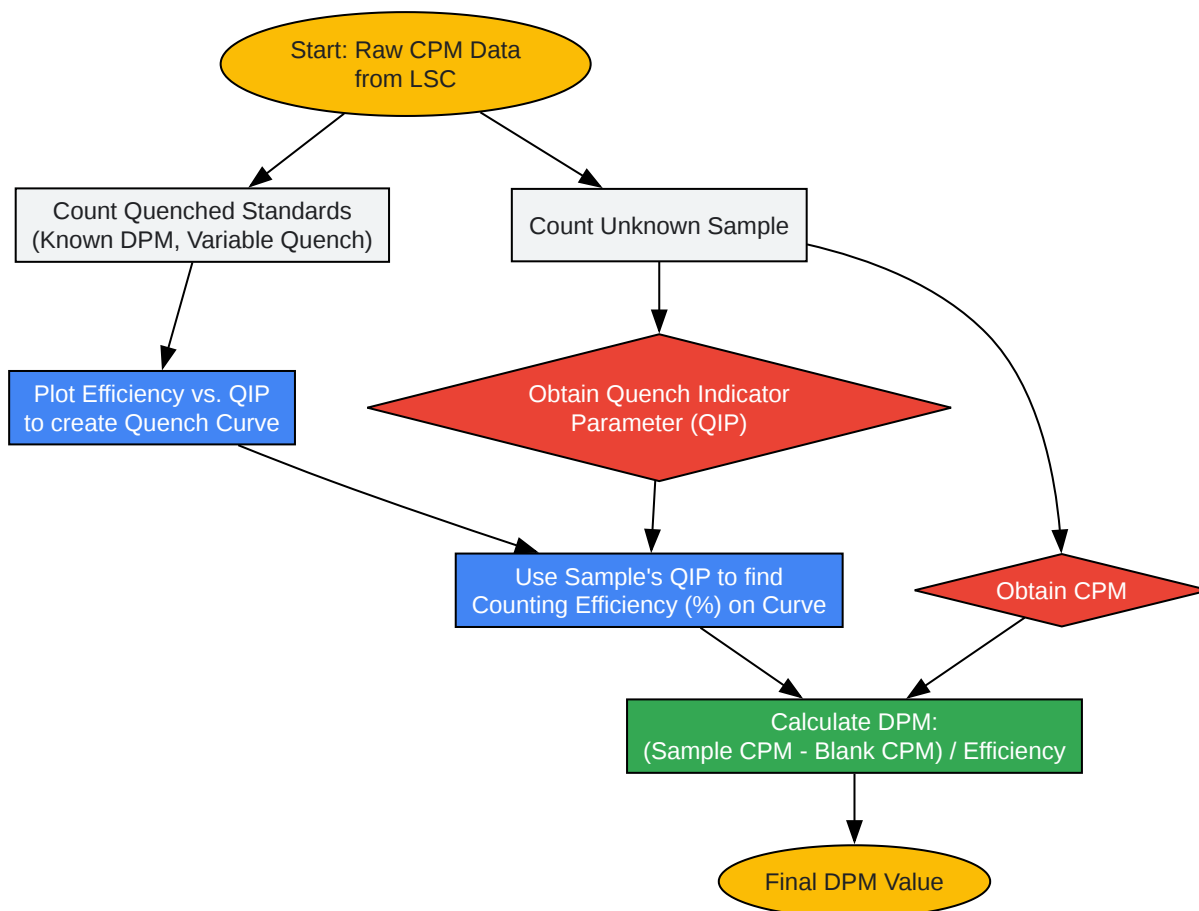 Start: Raw CPM Data
from LSC
Count Quenched Standards
(Known DPM, Variable Quench)
Count Unknown Sample
Plot Efficiency vs. QIP
to create Quench Curve
Obtain Quench Indicator
Parameter (QIP)
Use Sample's QIP to find
Counting Efficiency (%) on Curve
Obtain CPM
Calculate DPM:
(Sample CPM - Blank CPM) / Efficiency
Final DPM Value